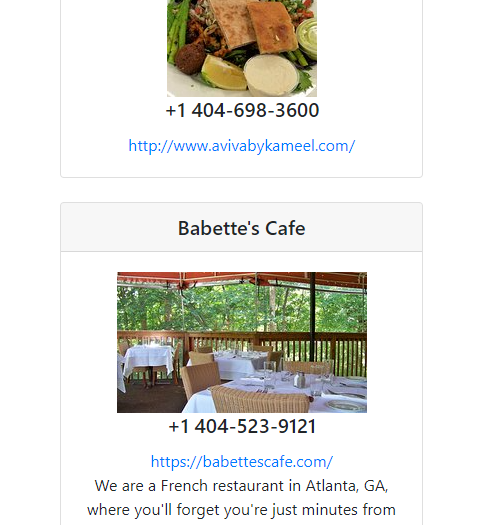 +1 404-698-3600
http://www.avivabykameel.com/
Babette's Cafe
+1 404-523-9121
https://babettescafe.com/
We are a French restaurant in Atlanta, GA,
where you'll forget you're just minutes from